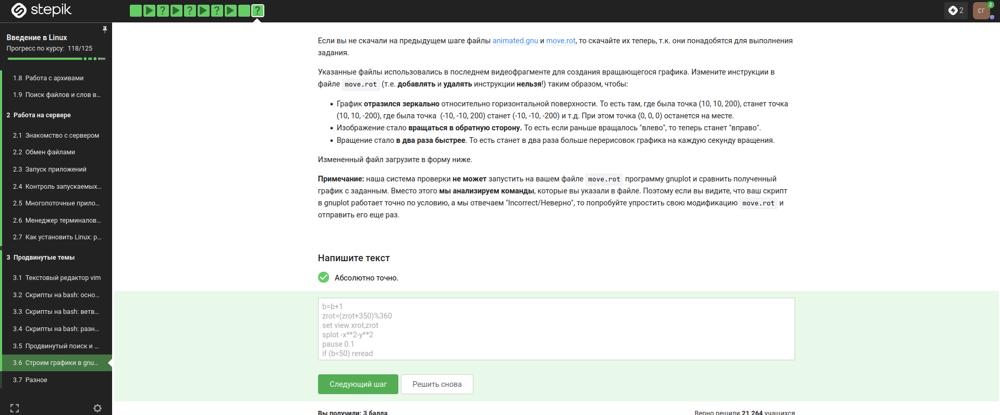 stepik
? ? ? ?
2
СГ
2
Введение в Linux
Прогресс по курсу: 118/125
1.8 Работа с архивами
1.9 Поиск файлов и слов в...
2 Работа на сервере
2.1 Знакомство с сервером
2.2 Обмен файлами
2.3 Запуск приложений
2.4 Контроль запускаемых...
2.5 Многопоточные прило...
2.6 Менеджер терминалов...
2.7 Как установить Linux: р...
3 Продвинутые темы
3.1 Текстовый редактор vim
3.2 Скрипты на bash: осно...
3.3 Скрипты на bash: ветв...
3.4 Скрипты на bash: разн...
3.5 Продвинутый поиск и ...
3.6 Строим графики в gnu...
3.7 Разное
Если вы не скачали на предыдущем шаге файлы animated.gnu и move.rot, то скачайте их теперь, т.к. они понадобятся для выполнения
задания.
Указанные файлы использовались в последнем видеофрагменте для создания вращающегося графика. Измените инструкции в
файле move.rot (т.е. добавлять и удалять инструкции нельзя!) таким образом, чтобы:
• График отразился зеркально относительно горизонтальной поверхности. То есть там, где была точка (10, 10, 200), станет точка
(10, 10, -200), где была точка (-10, -10, 200) станет (-10, -10, -200) и т.д. При этом точка (0, 0, 0) останется на месте.
• Изображение стало вращаться в обратную сторону. То есть если раньше вращалось "влево", то теперь станет "вправо".
• Вращение стало в два раза быстрее. То есть станет в два раза больше перерисовок графика на каждую секунду вращения.
Измененный файл загрузите в форму ниже.
Примечание: наша система проверки не может запустить на вашем файле move.rot программу gnuplot и сравнить полученный
график с заданным. Вместо этого мы анализируем команды, которые вы указали в файле. Поэтому если вы видите, что ваш скрипт
в gnuplot работает точно по условию, а мы отвечаем "Incorrect/Неверно", то попробуйте упростить свою модификацию move.rot и
отправить его еще раз.
Напишите текст
Абсолютно точно.
b=b+1
zrot=(zrot+350)%360
set view xrot,zrot
splot -x**2-y**2
pause 0.1
if (b<50) reread
Следующий шаг
Решить снова
Вы получили: 3 балла
Верно решили 21 264 учащихся